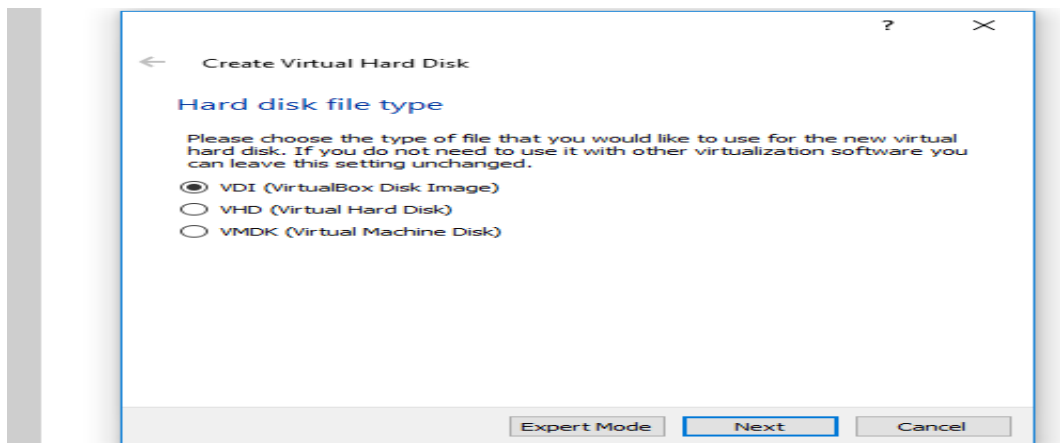 ?
Create Virtual Hard Disk
Hard disk file type
Please choose the type of file that you would like to use for the new virtual
hard disk. If you do not need to use it with other virtualization software you
can leave this setting unchanged.
VDI (VirtualBox Disk Image)
VHD (Virtual Hard Disk)
VMDK (Virtual Machine Disk)
Expert Mode Next Cancel